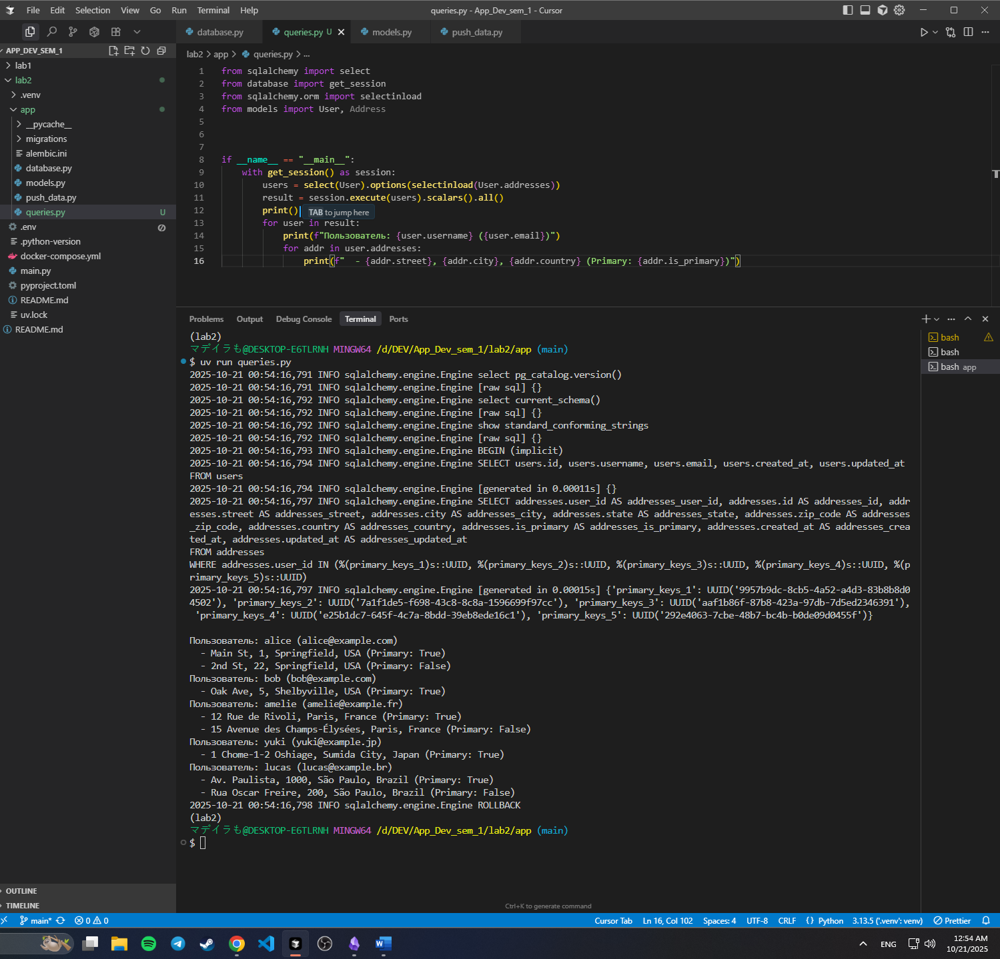 File Edit Selection View Go Run Terminal Help
queries.py - App_Dev_sem_1 - Cursor
APP_DEV_SEM_1
lab1
lab2
.venv
app
__pycache__
migrations
alembic.ini
database.py
models.py
push_data.py
queries.py U
.env
.python-version
docker-compose.yml
main.py
pyproject.toml
README.md
uv.lock
README.md
OUTLINE
TIMELINE
database.py
queries.py U
models.py
push_data.py
lab2 > app > queries.py > ...
1 from sqlalchemy import select
2 from database import get_session
3 from sqlalchemy.orm import selectinload
4 from models import User, Address
5
6
7
8 if __name__ == "__main__":
9 with get_session() as session:
10 users = select(User).options(selectinload(User.addresses))
11 result = session.execute(users).scalars().all()
12 print() TAB to jump here
13 for user in result:
14 print(f"Пользователь: {user.username} ({user.email})")
15 for addr in user.addresses:
16 print(f"  - {addr.street}, {addr.city}, {addr.country} (Primary: {addr.is_primary})")
Problems Output Debug Console Terminal Ports
bash
bash
bash app
(lab2)
マデイラも@DESKTOP-E6TLRNH MINGW64 /d/DEV/App_Dev_sem_1/lab2/app (main)
$ uv run queries.py
2025-10-21 00:54:16,791 INFO sqlalchemy.engine.Engine select pg_catalog.version()
2025-10-21 00:54:16,791 INFO sqlalchemy.engine.Engine [raw sql] {}
2025-10-21 00:54:16,792 INFO sqlalchemy.engine.Engine select current_schema()
2025-10-21 00:54:16,792 INFO sqlalchemy.engine.Engine [raw sql] {}
2025-10-21 00:54:16,792 INFO sqlalchemy.engine.Engine show standard_conforming_strings
2025-10-21 00:54:16,792 INFO sqlalchemy.engine.Engine [raw sql] {}
2025-10-21 00:54:16,793 INFO sqlalchemy.engine.Engine BEGIN (implicit)
2025-10-21 00:54:16,794 INFO sqlalchemy.engine.Engine SELECT users.id, users.username, users.email, users.created_at, users.updated_at
FROM users
2025-10-21 00:54:16,794 INFO sqlalchemy.engine.Engine [generated in 0.00011s] {}
2025-10-21 00:54:16,797 INFO sqlalchemy.engine.Engine SELECT addresses.user_id AS addresses_user_id, addresses.id AS addresses_id, addr
esses.street AS addresses_street, addresses.city AS addresses_city, addresses.state AS addresses_state, addresses.zip_code AS addresses
_zip_code, addresses.country AS addresses_country, addresses.is_primary AS addresses_is_primary, addresses.created_at AS addresses_crea
ted_at, addresses.updated_at AS addresses_updated_at
FROM addresses
WHERE addresses.user_id IN (%(primary_keys_1)s::UUID, %(primary_keys_2)s::UUID, %(primary_keys_3)s::UUID, %(primary_keys_4)s::UUID, %(p
rimary_keys_5)s::UUID)
2025-10-21 00:54:16,797 INFO sqlalchemy.engine.Engine [generated in 0.00015s] {'primary_keys_1': UUID('9957b9dc-8cb5-4a52-a4d3-83b8b8d0
4502'), 'primary_keys_2': UUID('7a1f1de5-f698-43c8-8c8a-1596699f97cc'), 'primary_keys_3': UUID('aaf1b86f-87b8-423a-97db-7d5ed2346391'),
'primary_keys_4': UUID('e25b1dc7-645f-4c7a-8bdd-39eb8ede16c1'), 'primary_keys_5': UUID('292e4063-7cbe-48b7-bc4b-b0de09d0455f')}
Пользователь: alice (alice@example.com)
- Main St, 1, Springfield, USA (Primary: True)
- 2nd St, 22, Springfield, USA (Primary: False)
Пользователь: bob (bob@example.com)
- Oak Ave, 5, Shelbyville, USA (Primary: True)
Пользователь: amelie (amelie@example.fr)
- 12 Rue de Rivoli, Paris, France (Primary: True)
- 15 Avenue des Champs-Élysées, Paris, France (Primary: False)
Пользователь: yuki (yuki@example.jp)
- 1 Chome-1-2 Oshiage, Sumida City, Japan (Primary: True)
Пользователь: lucas (lucas@example.br)
- Av. Paulista, 1000, São Paulo, Brazil (Primary: True)
- Rua Oscar Freire, 200, São Paulo, Brazil (Primary: False)
2025-10-21 00:54:16,798 INFO sqlalchemy.engine.Engine ROLLBACK
(lab2)
マデイラも@DESKTOP-E6TLRNH MINGW64 /d/DEV/App_Dev_sem_1/lab2/app (main)
$
Ctrl+K to generate command
main* 0 0 Cursor Tab Ln 16, Col 102 Spaces: 4 UTF-8 CRLF {} Python 3.13.5 ('.venv': venv) Prettier
ENG
12:54 AM
10/21/2025